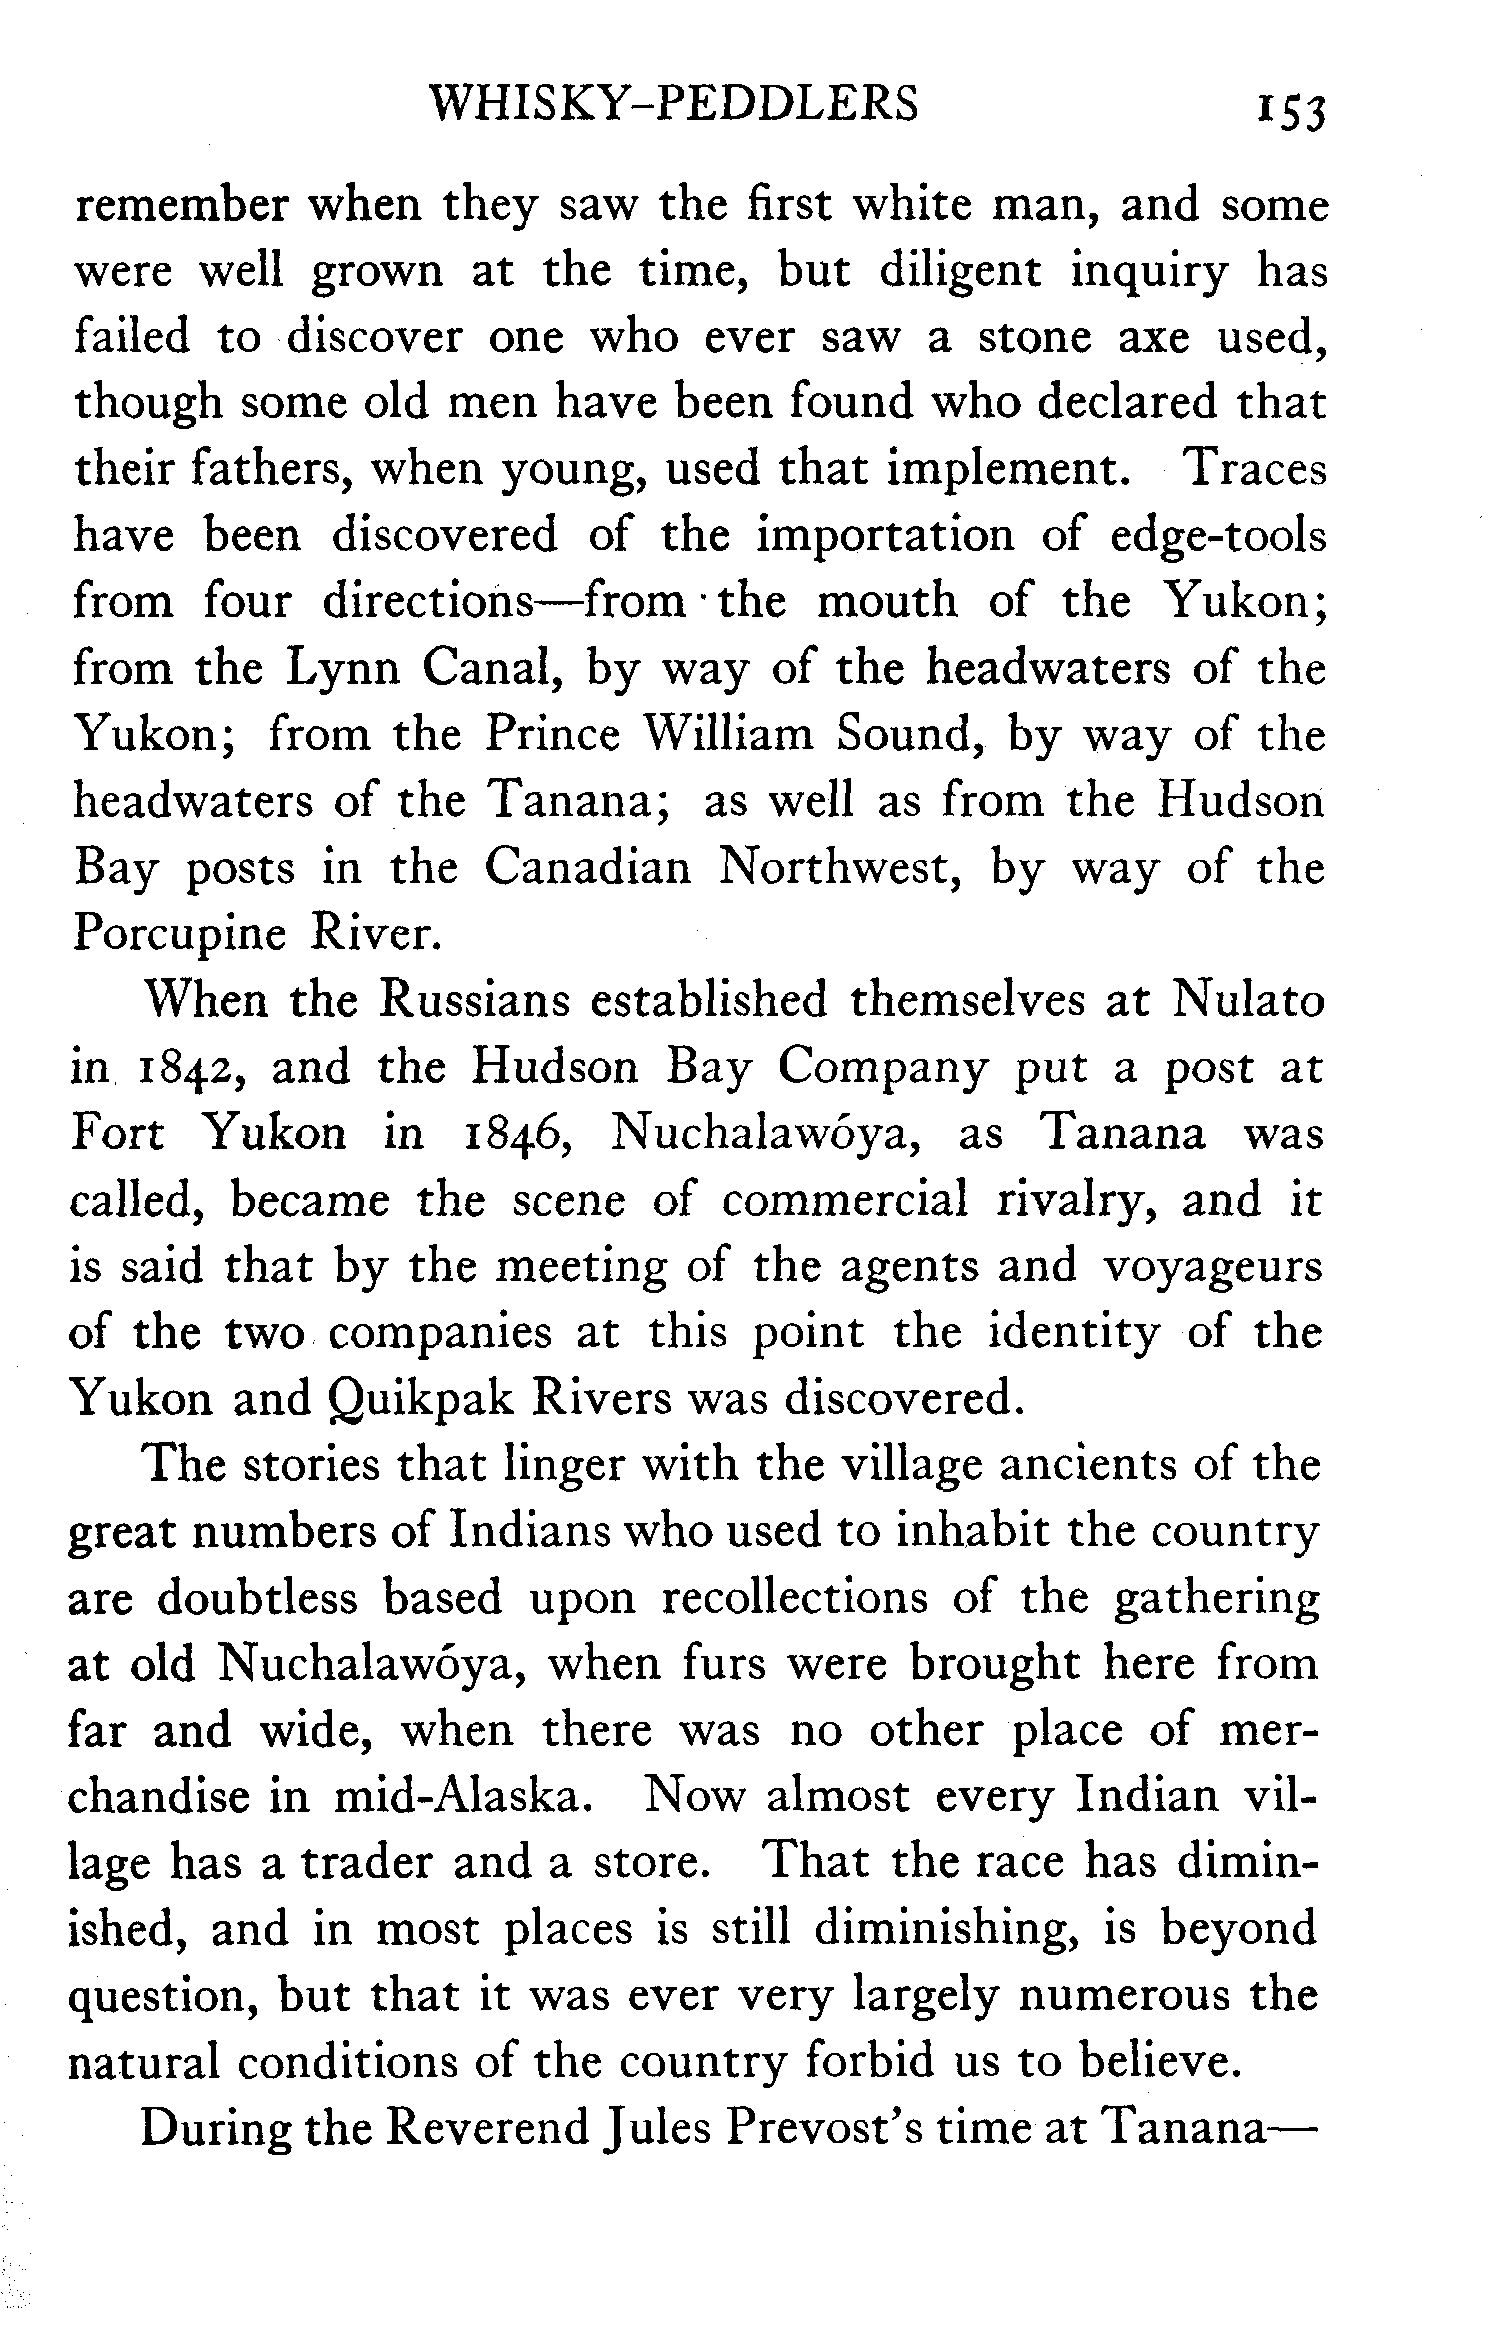 WHISKY-PEDDLERS 153
remember when they saw the first white man, and some
were well grown at the time, but diligent inquiry has
failed to discover one who ever saw a stone axe used,
though some old men have been found who declared that
their fathers, when young, used that implement. Traces
have been discovered of the importation of edge-tools
from four directions—from the mouth of the Yukon;
from the Lynn Canal, by way of the headwaters of the
Yukon; from the Prince William Sound, by way of the
headwaters of the Tanana; as well as from the Hudson
Bay posts in the Canadian Northwest, by way of the
Porcupine River.
When the Russians established themselves at Nulato
in 1842, and the Hudson Bay Company put a post at
Fort Yukon in 1846, Nuchalawóya, as Tanana was
called, became the scene of commercial rivalry, and it
is said that by the meeting of the agents and voyageurs
of the two companies at this point the identity of the
Yukon and Quikpak Rivers was discovered.
The stories that linger with the village ancients of the
great numbers of Indians who used to inhabit the country
are doubtless based upon recollections of the gathering
at old Nuchalawóya, when furs were brought here from
far and wide, when there was no other place of mer-
chandise in mid-Alaska. Now almost every Indian vil-
lage has a trader and a store. That the race has dimin-
ished, and in most places is still diminishing, is beyond
question, but that it was ever very largely numerous the
natural conditions of the country forbid us to believe.
During the Reverend Jules Prevost's time at Tanana—